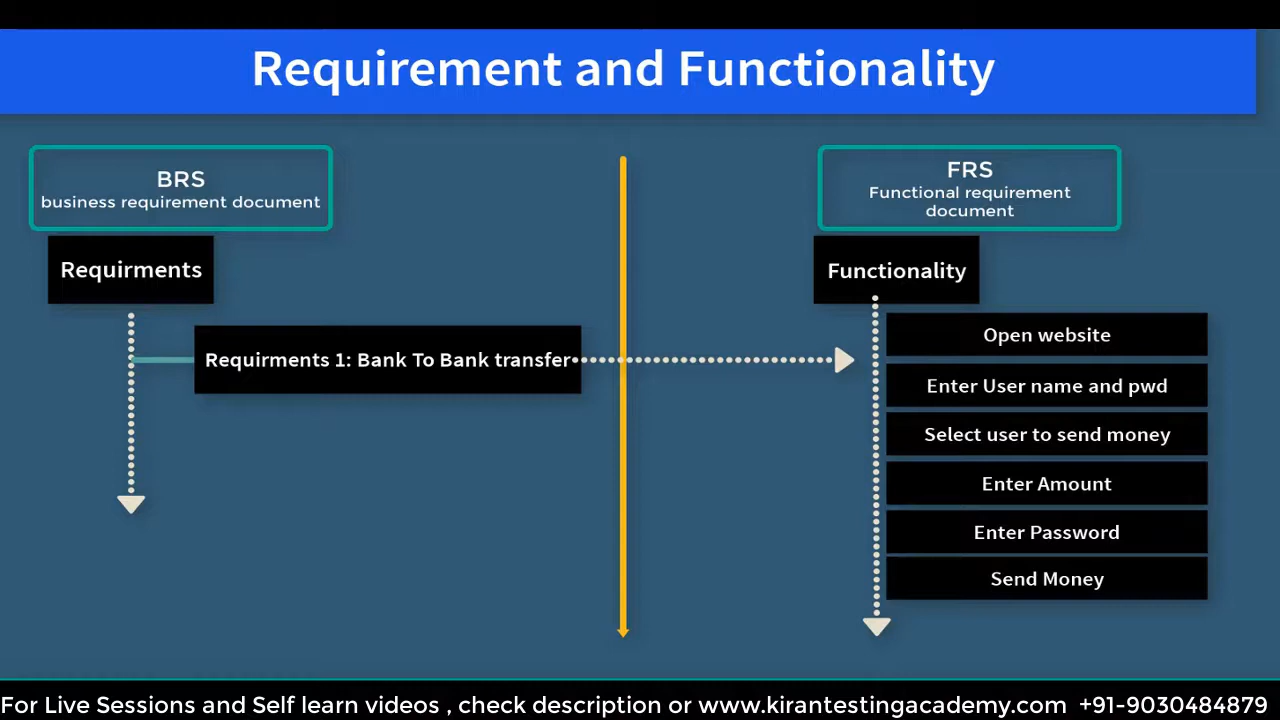 Requirement and Functionality
BRS
business requirement document
Requirments
Requirments 1: Bank To Bank transfer
FRS
Functional requirement
document
Functionality
Open website
Enter User name and pwd
Select user to send money
Enter Amount
Enter Password
Send Money
For Live Sessions and Self learn videos , check description or www.kirantestingacademy.com +91-9030484879